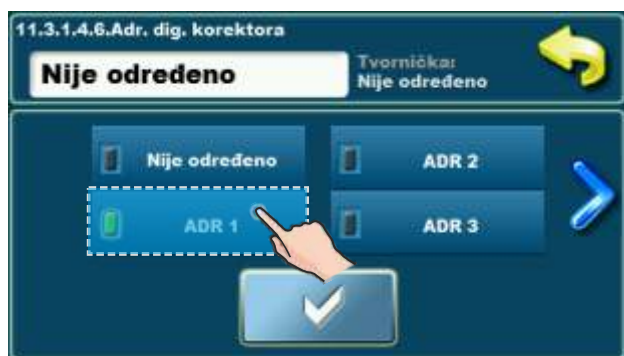 11.3.1.4.6.Adr. dig. korektora
Nije određeno
Tvornička:
Nije određeno
Nije određeno
ADR 2
ADR 1
ADR 3